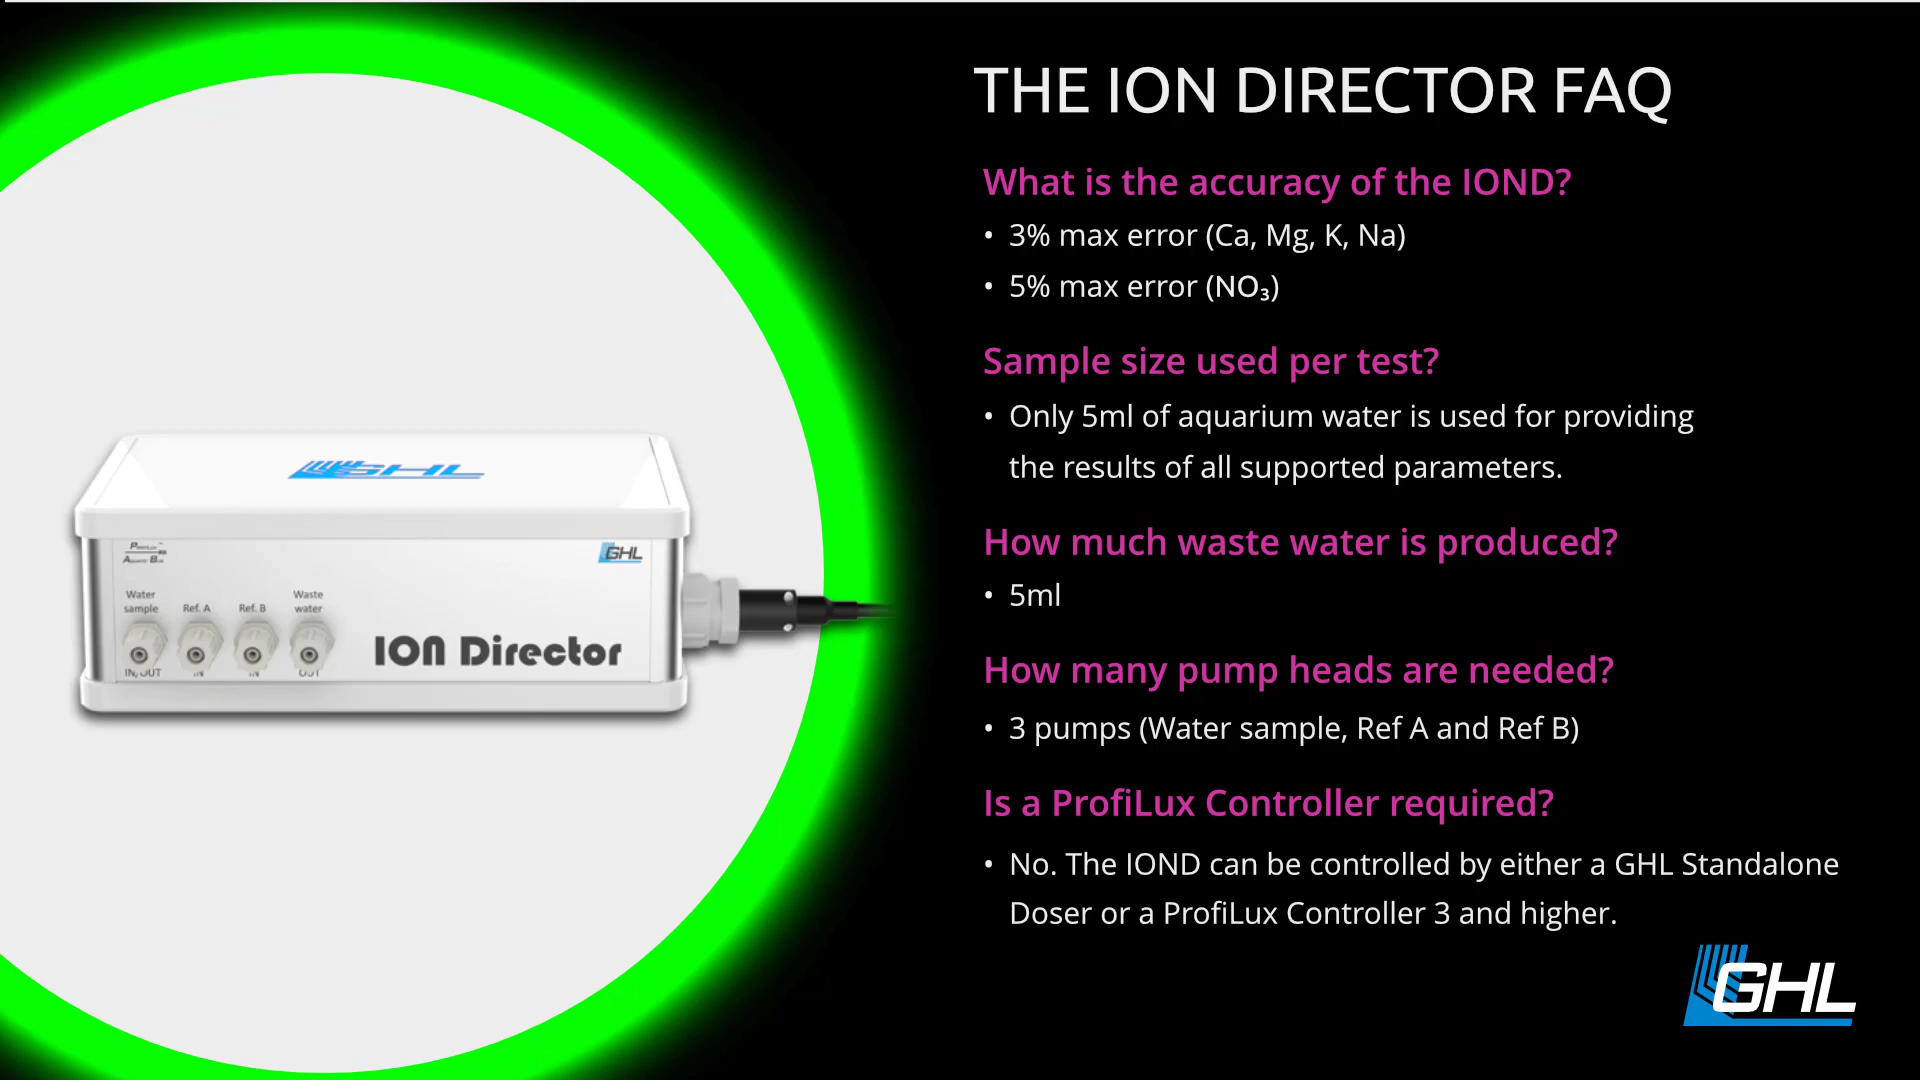 THE ION DIRECTOR FAQ
What is the accuracy of the IOND?
• 3% max error (Ca, Mg, K, Na)
• 5% max error (NO₃)
Sample size used per test?
• Only 5ml of aquarium water is used for providing
the results of all supported parameters.
How much waste water is produced?
• 5ml
How many pump heads are needed?
• 3 pumps (Water sample, Ref A and Ref B)
Is a ProfiLux Controller required?
• No. The IOND can be controlled by either a GHL Standalone
Doser or a ProfiLux Controller 3 and higher.
GHL
GHL
GHL
Water
sample
Ref. A
Ref. B
Waste
water
IN/OUT
IN
IN
OUT
ION Director